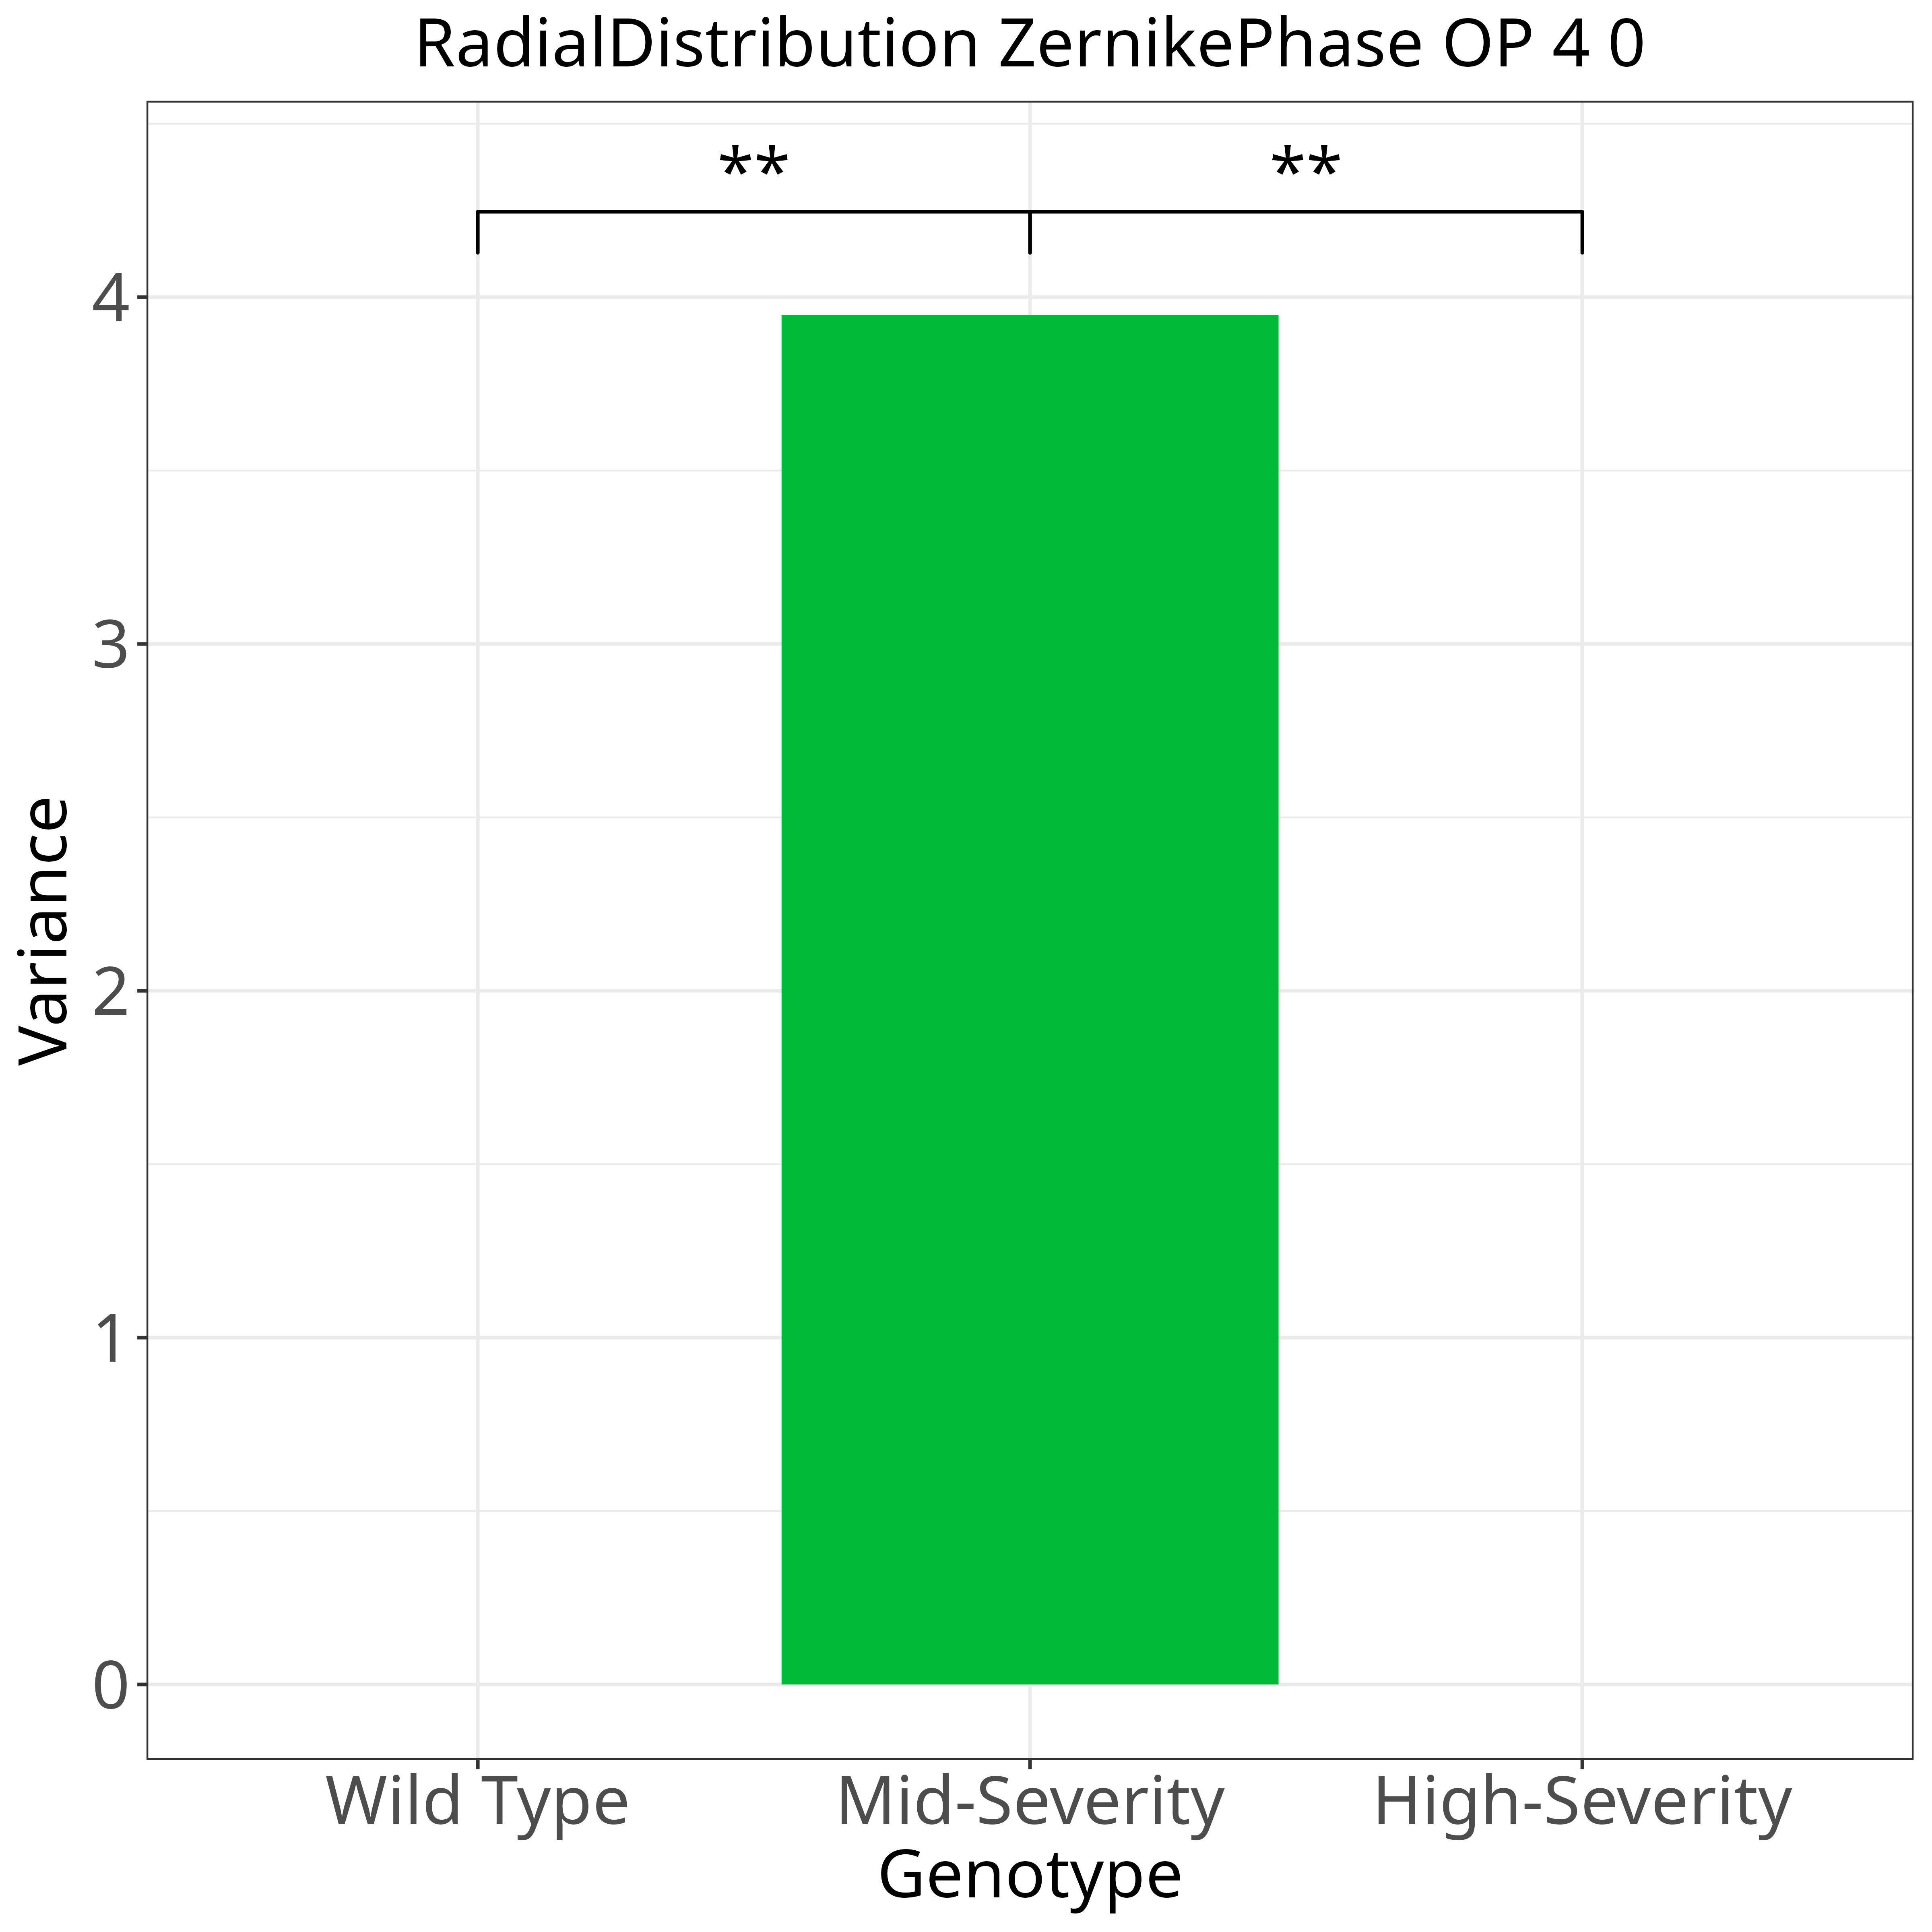 RadialDistribution ZernikePhase OP 4 0
** **
4
3
2
1
0
Variance
Wild Type Mid-Severity High-Severity
Genotype